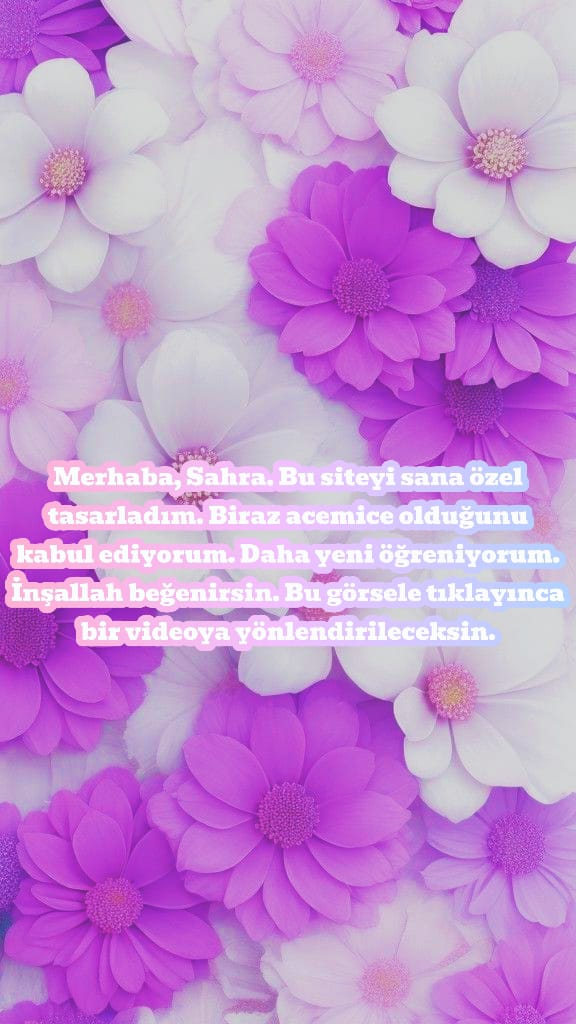 Merhaba, Sahra. Bu siteyi sana özel
tasarladım. Biraz acemice olduğunu
kabul ediyorum. Daha yeni öğreniyorum.
İnşallah beğenirsin. Bu görsele tıklayınca
bir videoya yönlendirileceksin.